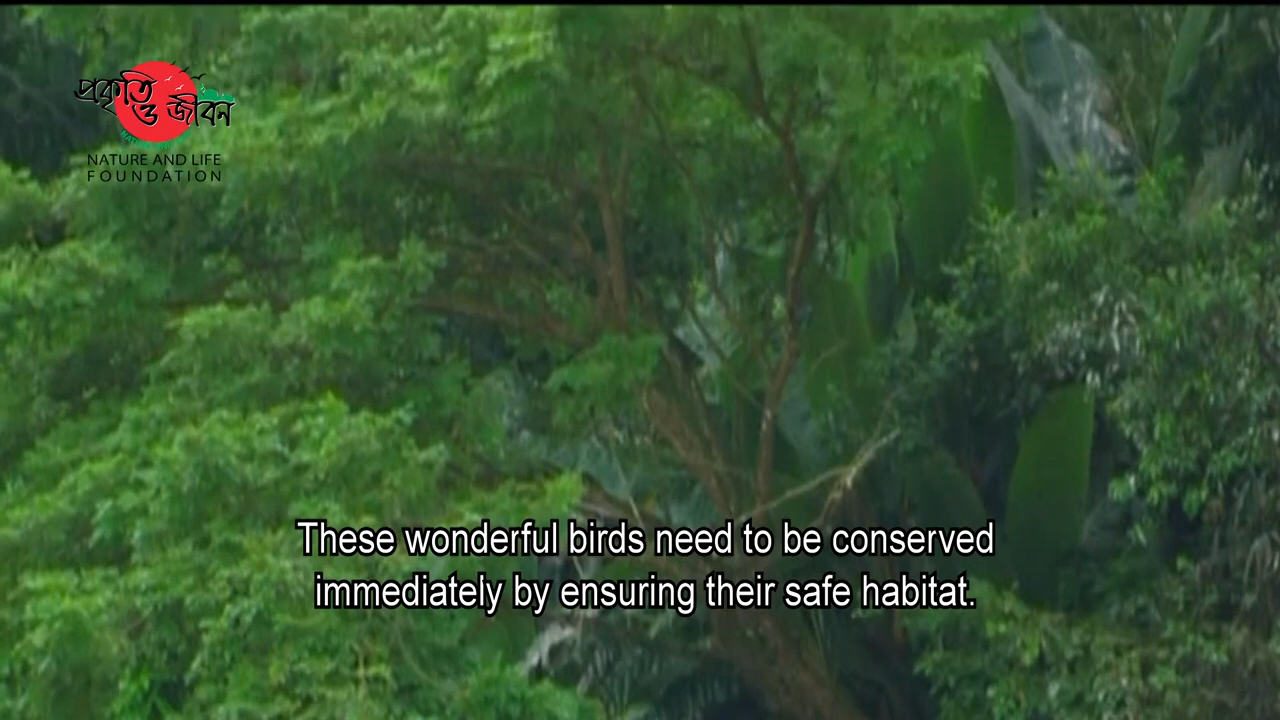 প্রকৃতি ও জীবন
NATURE AND LIFE
FOUNDATION
These wonderful birds need to be conserved
immediately by ensuring their safe habitat.